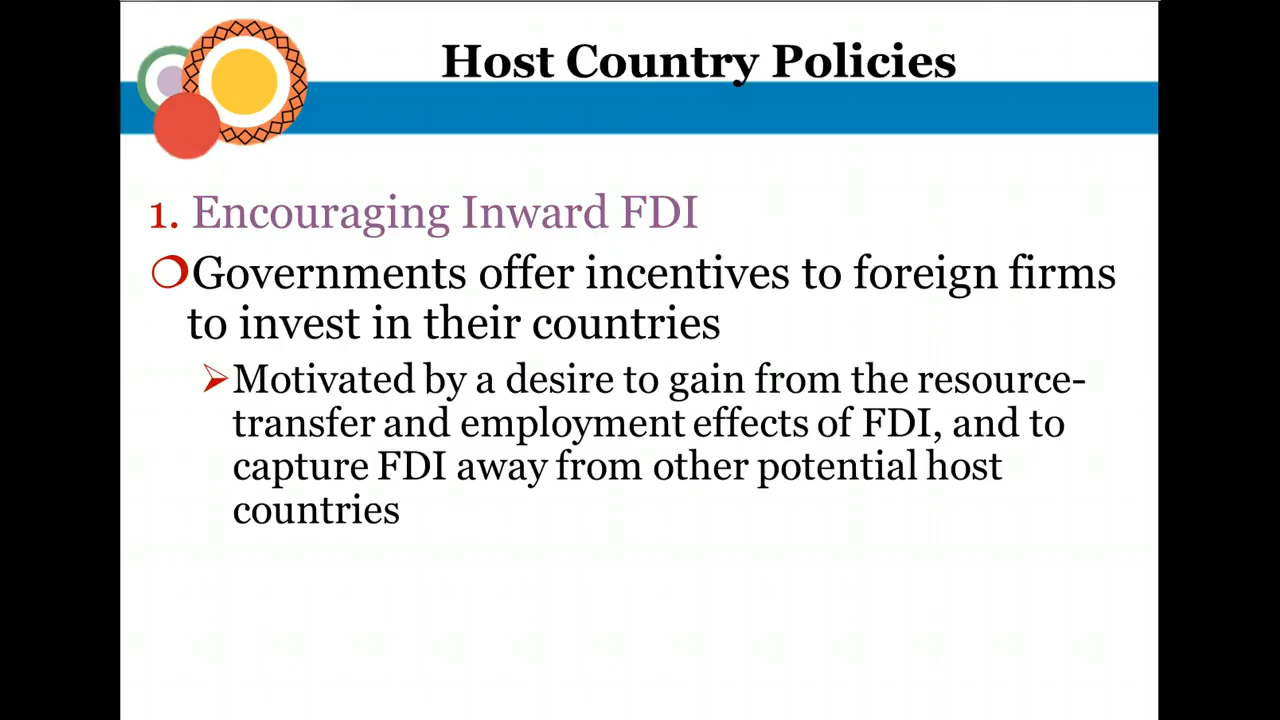 Host Country Policies
1. Encouraging Inward FDI
Governments offer incentives to foreign firms
to invest in their countries
Motivated by a desire to gain from the resource-
transfer and employment effects of FDI, and to
capture FDI away from other potential host
countries